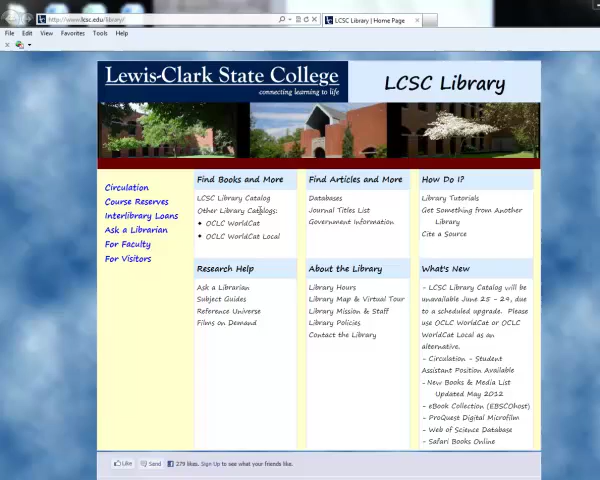 http://www.lcsc.edu/library/
LCSC Library | Home Page
File Edit View Favorites Tools Help
Lewis-Clark State College
connecting learning to life
LCSC Library
Circulation
Course Reserves
Interlibrary Loans
Ask a Librarian
For Faculty
For Visitors
Find Books and More
LCSC Library Catalog
Other Library Catalogs:
OCLC WorldCat
OCLC WorldCat Local
Find Articles and More
Databases
Journal Titles List
Government Information
How Do I?
Library Tutorials
Get Something from Another
Library
Cite a Source
Research Help
Ask a Librarian
Subject Guides
Reference Universe
Films on Demand
About the Library
Library Hours
Library Map & Virtual Tour
Library Mission & Staff
Library Policies
Contact the Library
What's New
- LCSC Library Catalog will be
unavailable June 25 - 29, due
to a scheduled upgrade. Please
use OCLC WorldCat or OCLC
WorldCat Local as an
alternative.
- Circulation - Student
Assistant Position Available
- New Books & Media List
Updated May 2012
- eBook Collection (EBSCOhost)
- ProQuest Digital Microfilm
- Web of Science Database
- Safari Books Online
Like Send 279 likes. Sign Up to see what your friends like.